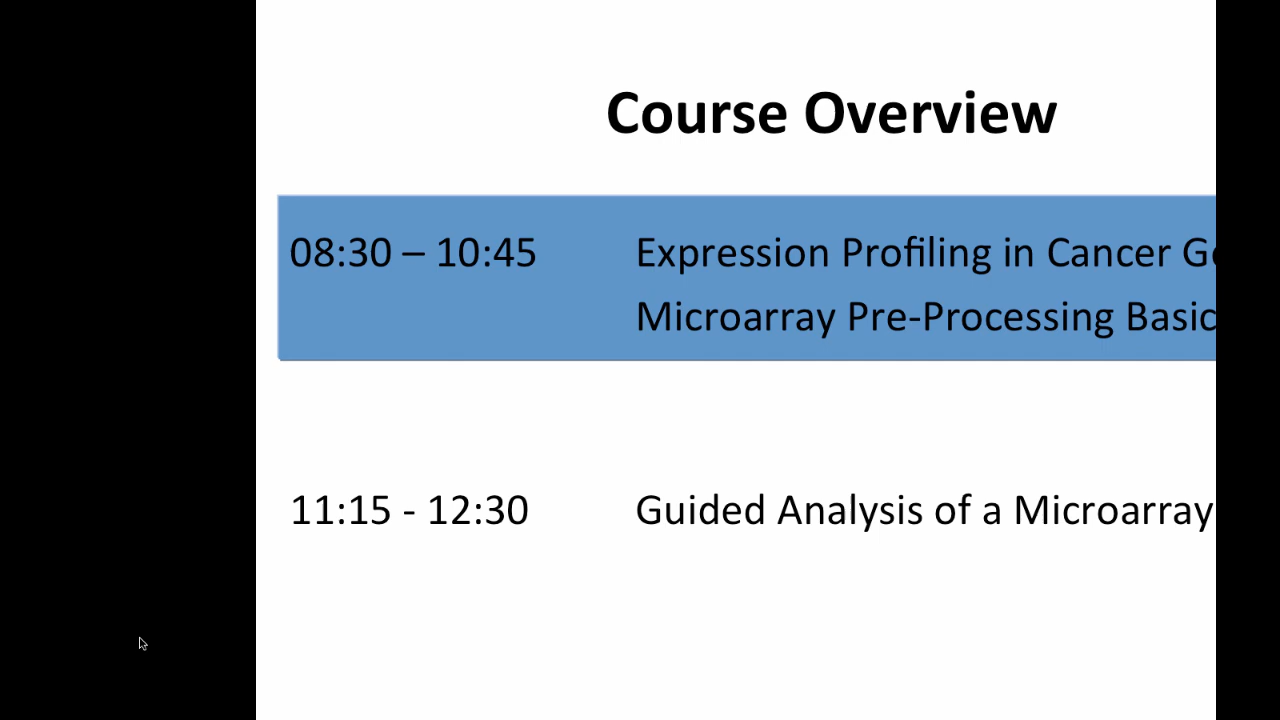 Course Overview
08:30 – 10:45 Expression Profiling in Cancer
Microarray Pre-Processing
11:15 - 12:30 Guided Analysis of a Microarray